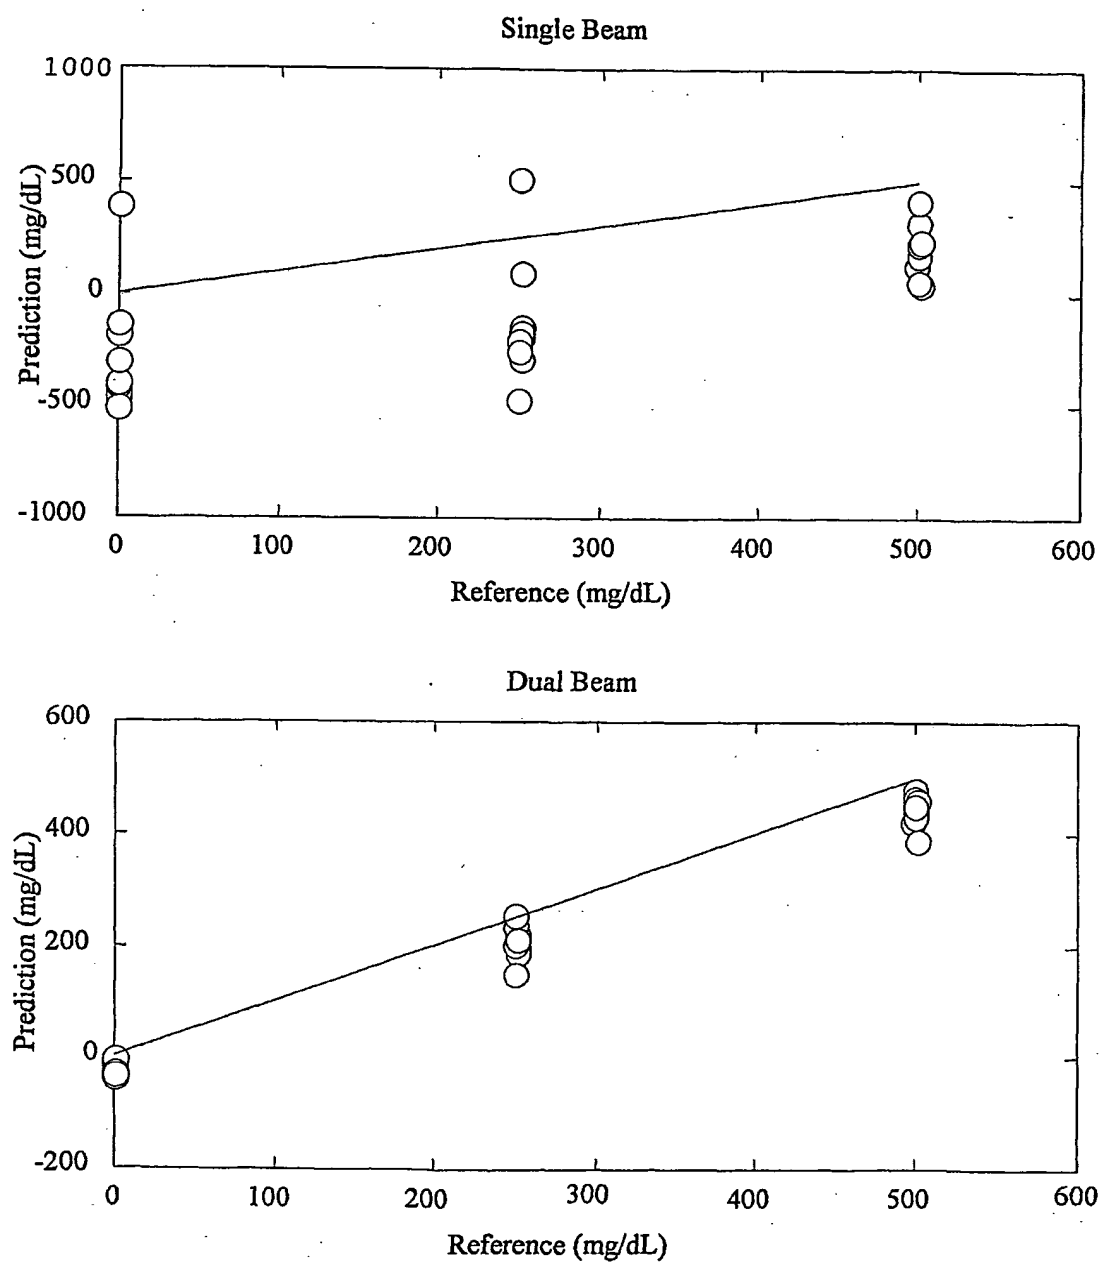 Single Beam
1000
500
0
-500
-1000
Prediction (mg/dL)
0 100 200 300 400 500 600
Reference (mg/dL)
Dual Beam
600
400
200
0
-200
Prediction (mg/dL)
0 100 200 300 400 500 600
Reference (mg/dL)